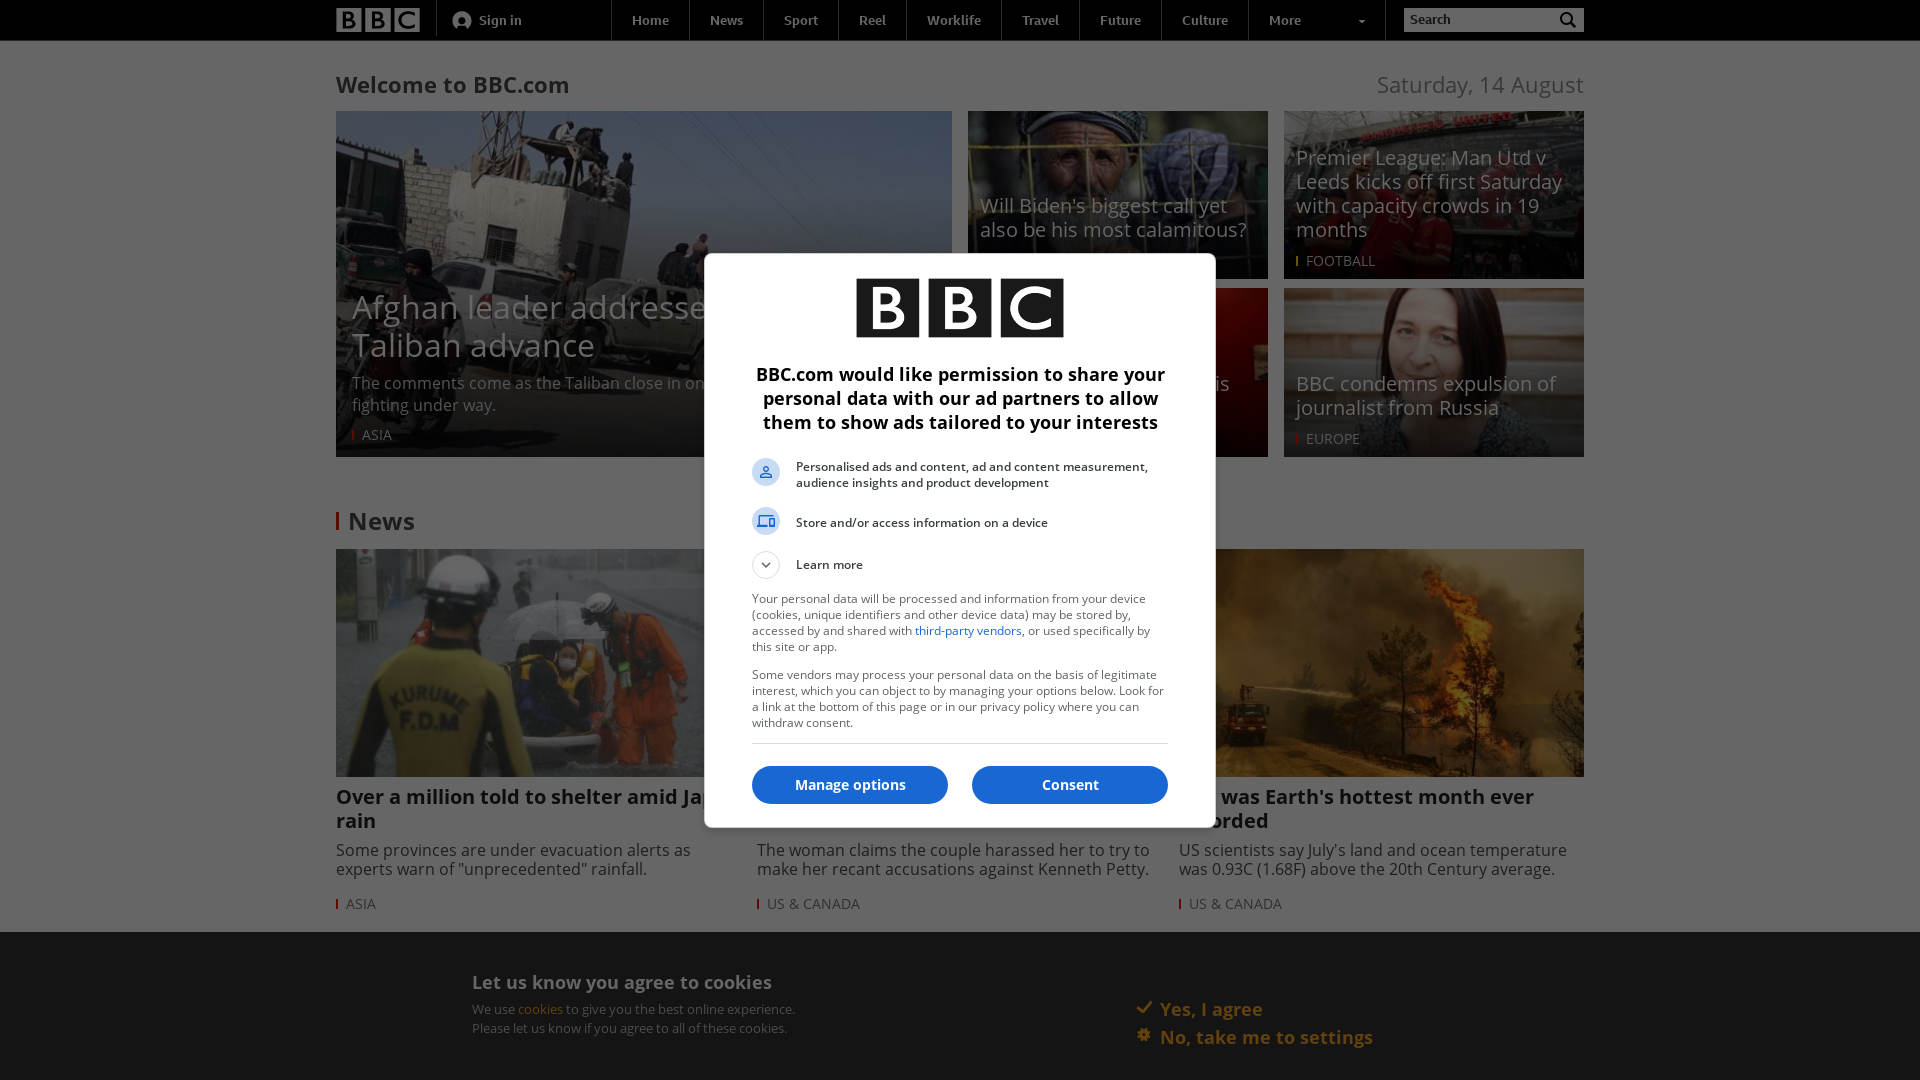 BBC
Sign in
Home
News
Sport
Reel
Worklife
Travel
Future
Culture
More
Search
Welcome to BBC.com
Saturday, 14 August
Afghan leader addresse
Taliban advance
The comments come as the Taliban close in on
fighting under way.
ASIA
Will Biden's biggest call yet
also be his most calamitous?
Premier League: Man Utd v
Leeds kicks off first Saturday
with capacity crowds in 19
months
FOOTBALL
is
BBC condemns expulsion of
journalist from Russia
EUROPE
BBC
BBC.com would like permission to share your
personal data with our ad partners to allow
them to show ads tailored to your interests
Personalised ads and content, ad and content measurement,
audience insights and product development
Store and/or access information on a device
Learn more
Your personal data will be processed and information from your device
(cookies, unique identifiers and other device data) may be stored by,
accessed by and shared with third-party vendors, or used specifically by
this site or app.
Some vendors may process your personal data on the basis of legitimate
interest, which you can object to by managing your options below. Look for
a link at the bottom of this page or in our privacy policy where you can
withdraw consent.
Manage options
Consent
News
KURUME
F.D.M
Over a million told to shelter amid Ja
rain
Some provinces are under evacuation alerts as
experts warn of "unprecedented" rainfall.
ASIA
The woman claims the couple harassed her to try to
make her recant accusations against Kenneth Petty.
US & CANADA
was Earth's hottest month ever
orded
US scientists say July's land and ocean temperature
was 0.93C (1.68F) above the 20th Century average.
US & CANADA
Let us know you agree to cookies
We use cookies to give you the best online experience.
Please let us know if you agree to all of these cookies.
Yes, I agree
No, take me to settings